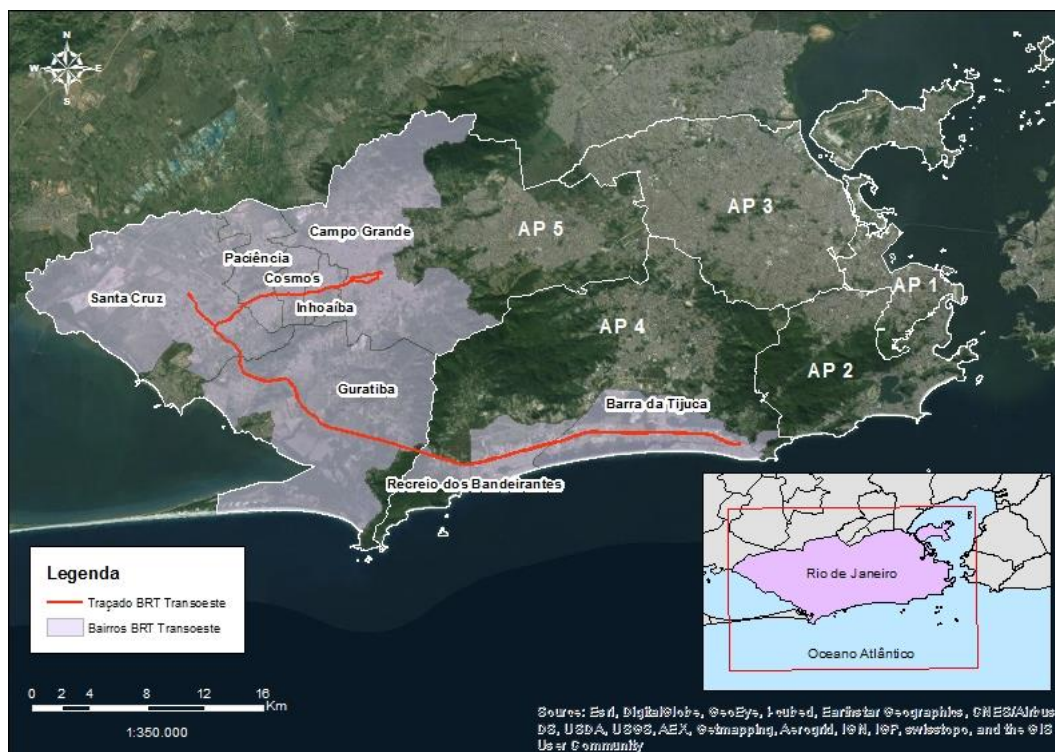 N
W E
S
Campo Grande
AP 5
AP 3
Paciência
Cosmos
Santa Cruz
Inhoaíba
AP 1
AP 4
AP 2
Guratiba
Barra da Tijuca
Recreio dos Bandeirantes
Legenda
Traçado BRT Transoeste
Bairros BRT Transoeste
Rio de Janeiro
Oceano Atlântico
0 2 4 8 12 16
Km
1:350.000
Source: Esri, DigitalGlobe, GeoEye, i-cubed, Earthstar Geographics, CNES/Airbus
DS, USDA, USGS, AEX, Getmapping, Aerogrid, IGN, IGP, swisstopo, and the GIS
User Community